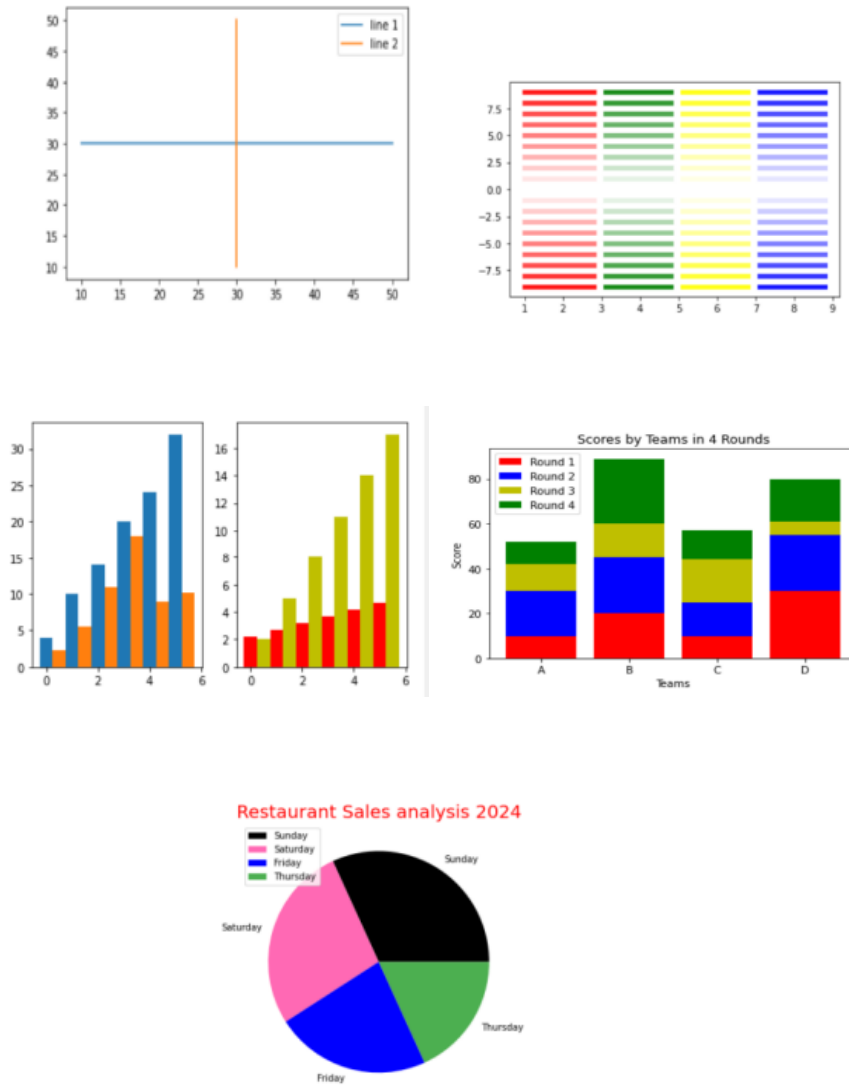 50
45
40
35
30
25
20
15
10
10 15 20 25 30 35 40 45 50
line 1
line 2
7.5
5.0
2.5
0.0
−2.5
−5.0
−7.5
1 2 3 4 5 6 7 8 9
30
25
20
15
10
5
0
0 2 4 6
16
14
12
10
8
6
4
2
0
0 2 4 6
Scores by Teams in 4 Rounds
Round 1
Round 2
Round 3
Round 4
Score
80
60
40
20
0
A B C D
Teams
Restaurant Sales analysis 2024
Sunday
Saturday
Friday
Thursday
Sunday
Saturday
Thursday
Friday